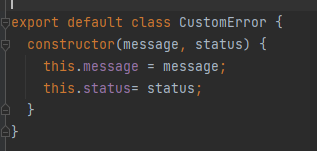 export default class CustomError {
  constructor(message, status) {
    this.message = message;
    this.status= status;
  }
}